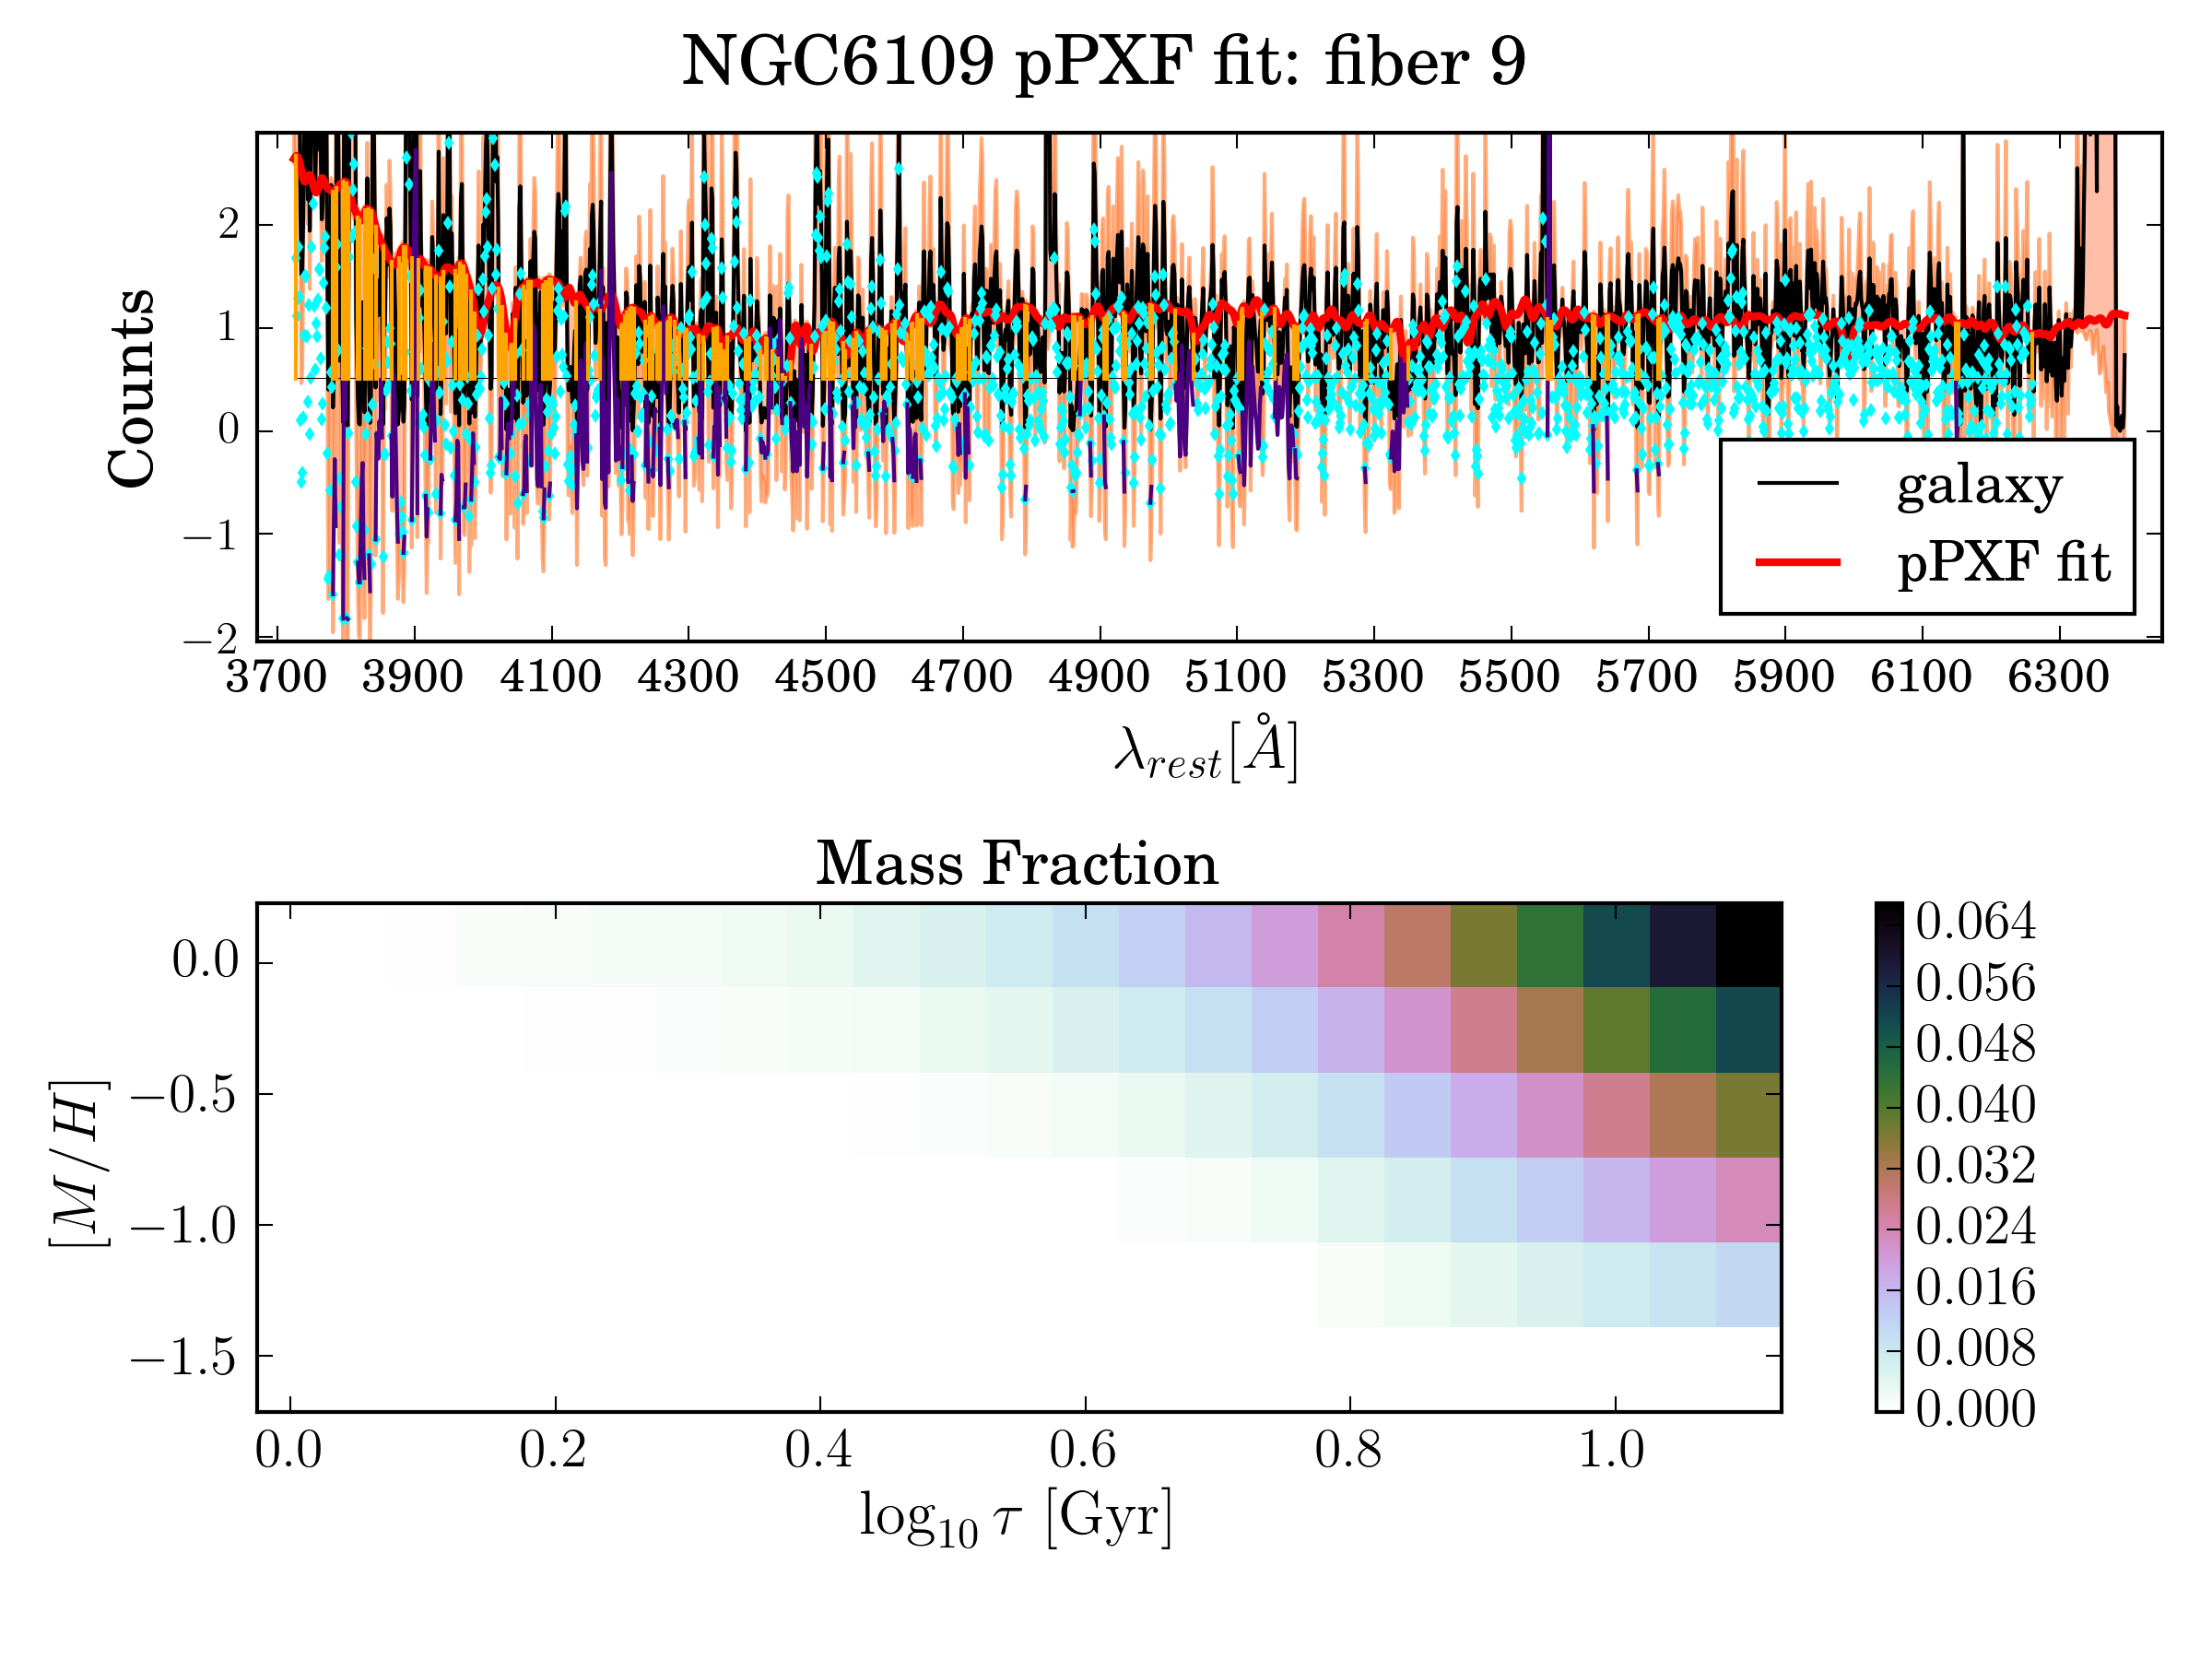 NGC6109 pPXF fit: fiber 9
Counts
2
1
0
−1
−2
galaxy
pPXF fit
3700 3900 4100 4300 4500 4700 4900 5100 5300 5500 5700 5900 6100 6300
λrest[Å]
Mass Fraction
[M/H]
0.0
−0.5
−1.0
−1.5
0.0 0.2 0.4 0.6 0.8 1.0
log10 τ [Gyr]
0.064
0.056
0.048
0.040
0.032
0.024
0.016
0.008
0.000